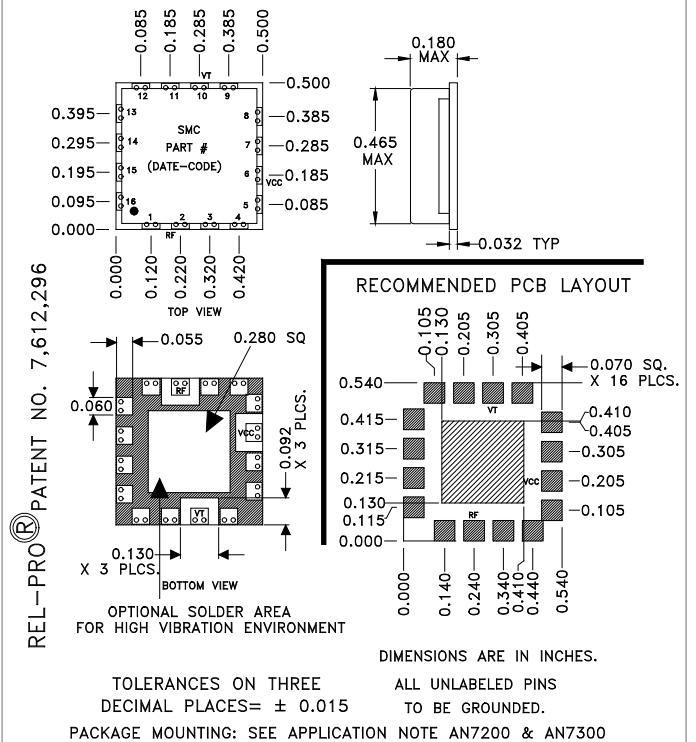 0.085 0.185 0.285 0.385 0.500
VT
12 11 10 9
0.500
0.395 13 8 0.385
SMC
0.295 14 PART # 7 0.285
(DATE-CODE)
0.195 15 6 0.185
VCC
0.095 16 5 0.085
0.000 1 2 3 4
RF
0.000 0.120 0.220 0.320 0.420
TOP VIEW
0.180
MAX
0.465
MAX
0.032 TYP
REL-PRO® PATENT NO. 7,612,296
0.055 0.280 SQ
RF
0.060
VCC
0.092
X 3 PLCS.
VT
0.130
X 3 PLCS.
BOTTOM VIEW
OPTIONAL SOLDER AREA
FOR HIGH VIBRATION ENVIRONMENT
RECOMMENDED PCB LAYOUT
0.105 0.130 0.205 0.305 0.405
0.070 SQ.
X 16 PLCS.
0.540
VT
0.415 0.410
0.405
0.315 0.305
0.215 VCC 0.205
0.130
0.115 RF 0.105
0.000
0.000 0.140 0.240 0.340 0.410 0.440 0.540
DIMENSIONS ARE IN INCHES.
TOLERANCES ON THREE
DECIMAL PLACES= ± 0.015
ALL UNLABELED PINS
TO BE GROUNDED.
PACKAGE MOUNTING: SEE APPLICATION NOTE AN7200 & AN7300